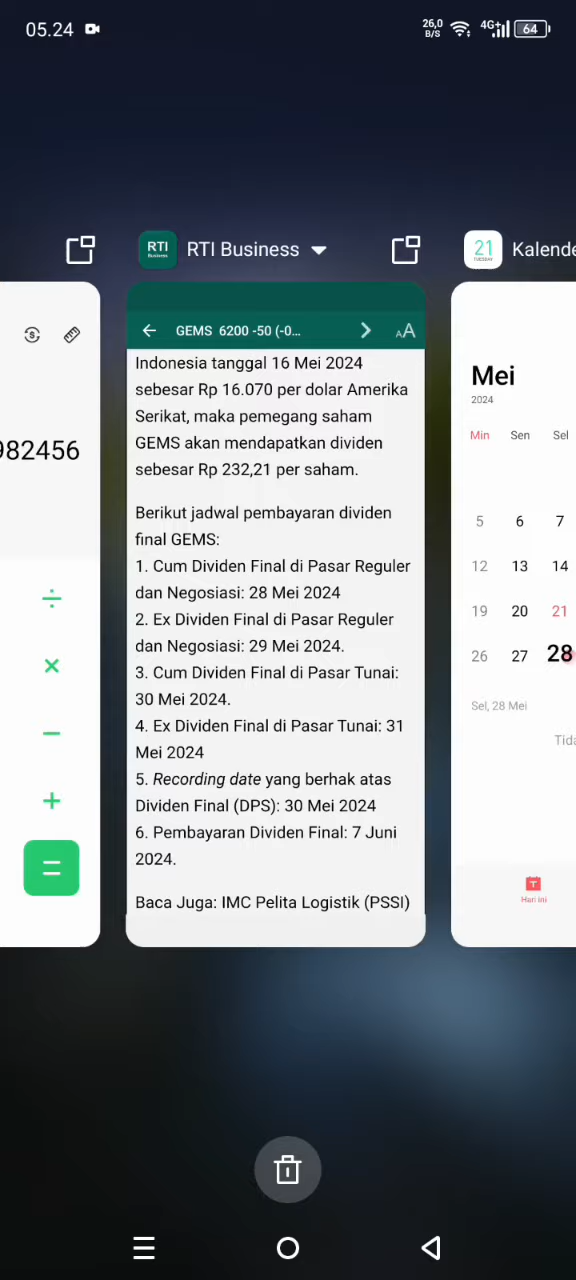 05.24
26,0
B/S
4G+
64
RTI
Business
RTI Business
21
TUESDAY
Kalende
982456
÷
×
−
+
=
GEMS 6200 -50 (-0...
AA
Indonesia tanggal 16 Mei 2024
sebesar Rp 16.070 per dolar Amerika
Serikat, maka pemegang saham
GEMS akan mendapatkan dividen
sebesar Rp 232,21 per saham.
Berikut jadwal pembayaran dividen
final GEMS:
1. Cum Dividen Final di Pasar Reguler
dan Negosiasi: 28 Mei 2024
2. Ex Dividen Final di Pasar Reguler
dan Negosiasi: 29 Mei 2024.
3. Cum Dividen Final di Pasar Tunai:
30 Mei 2024.
4. Ex Dividen Final di Pasar Tunai: 31
Mei 2024
5. Recording date yang berhak atas
Dividen Final (DPS): 30 Mei 2024
6. Pembayaran Dividen Final: 7 Juni
2024.
Baca Juga: IMC Pelita Logistik (PSSI)
Mei
2024
Min Sen Sel
5 6 7
12 13 14
19 20 21
26 27 28
Sel, 28 Mei
Tida
Hari ini